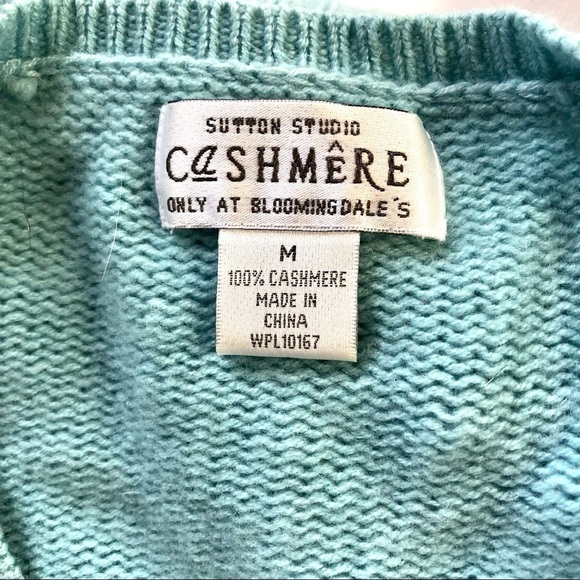 SUTTON STUDIO
CaSHMÊRE
ONLY AT BLOOMINGDALE'S
M
100% CASHMERE
MADE IN
CHINA
WPL10167